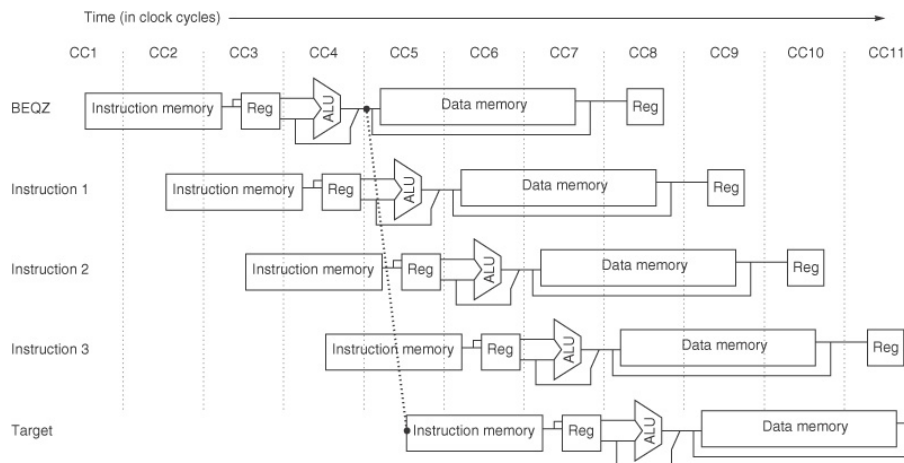 Time (in clock cycles)
CC1 CC2 CC3 CC4 CC5 CC6 CC7 CC8 CC9 CC10 CC11
BEQZ Instruction memory Reg ALU Data memory Reg
Instruction 1 Instruction memory Reg ALU Data memory Reg
Instruction 2 Instruction memory Reg ALU Data memory Reg
Instruction 3 Instruction memory Reg ALU Data memory Reg
Target Instruction memory Reg ALU Data memory